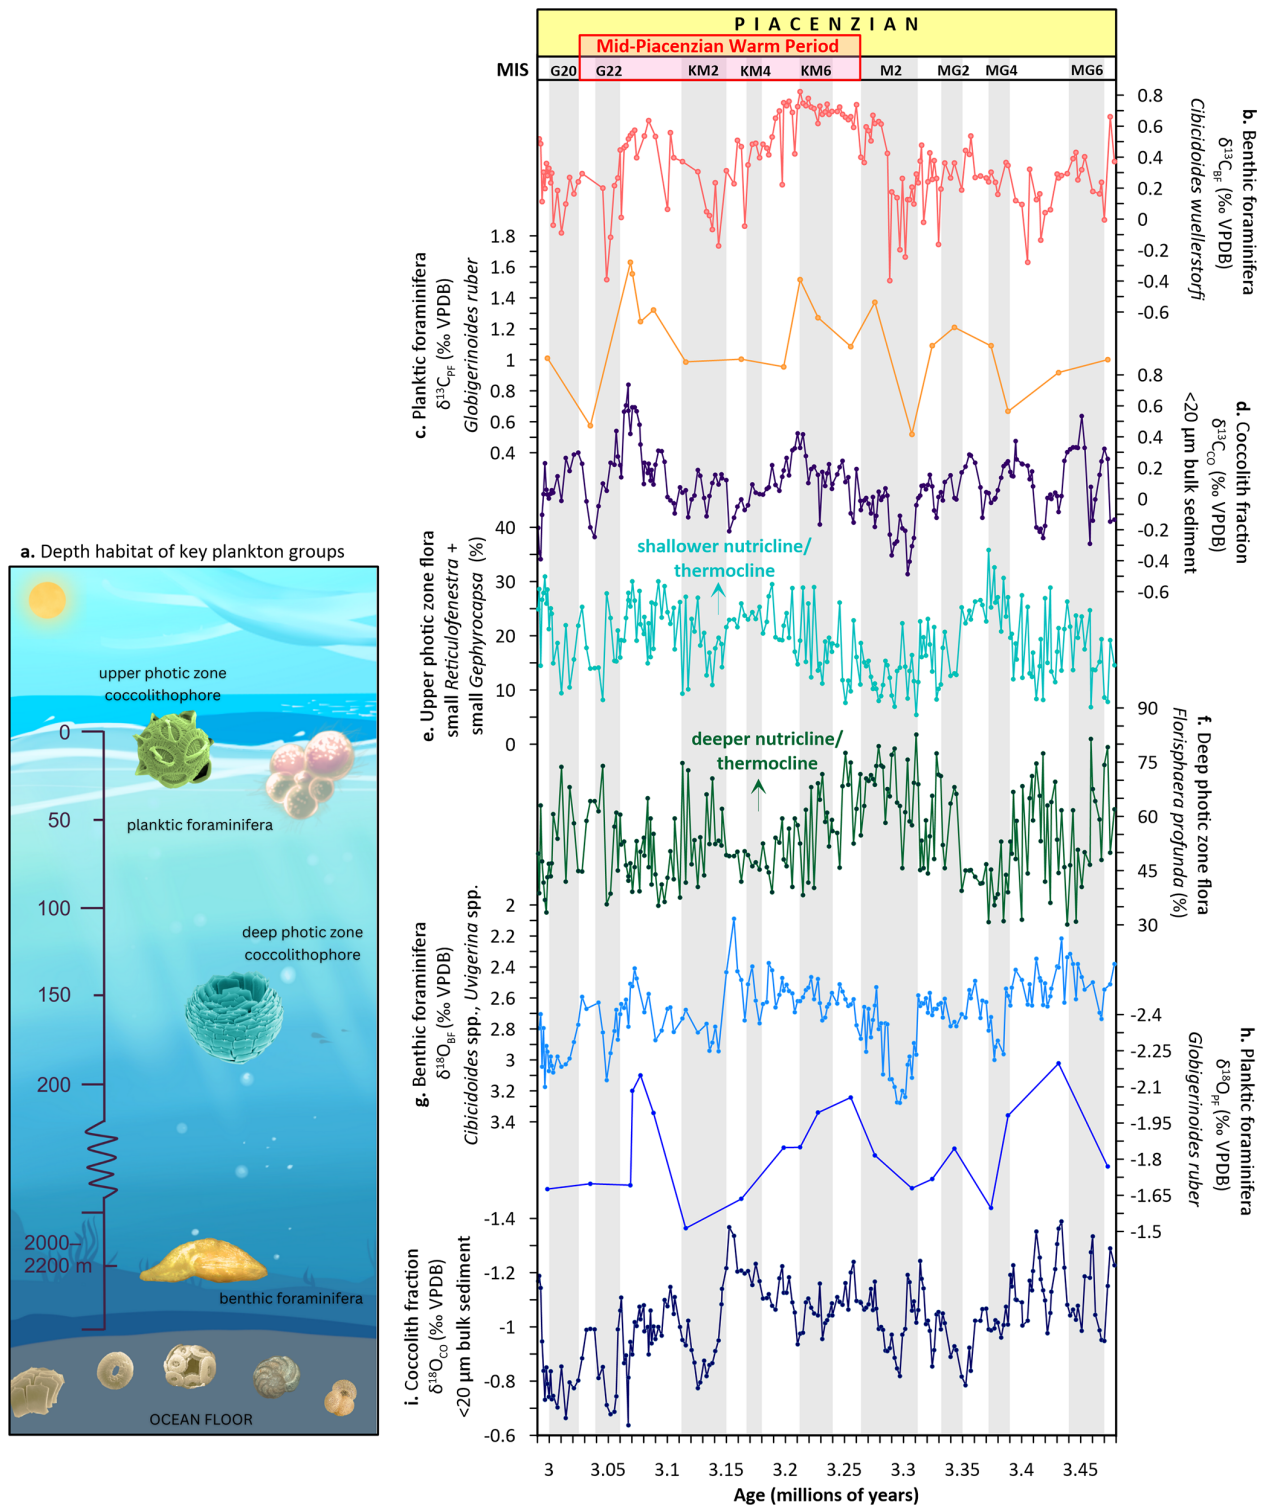 PIACENZIAN
Mid-Piacenzian Warm Period
MIS G20 G22 KM2 KM4 KM6 M2 MG2 MG4 MG6
a. Depth habitat of key plankton groups
upper photic zone
coccolithophore
planktic foraminifera
deep photic zone
coccolithophore
benthic foraminifera
OCEAN FLOOR
0
50
100
150
200
2000
2200 m
b. Benthic foraminifera
δ¹³C_BF (‰ VPDB)
Cibicidoides wuellerstorfi
0.8
0.6
0.4
0.2
0
-0.2
-0.4
-0.6
c. Planktic foraminifera
δ¹³C_PF (‰ VPDB)
Globigerinoides ruber
1.8
1.6
1.4
1.2
1
0.8
0.6
0.4
d. Coccolith fraction
δ¹³C_CO (‰ VPDB)
<20 µm bulk sediment
0.8
0.6
0.4
0.2
0
-0.2
-0.4
-0.6
e. Upper photic zone flora
small Reticulofenestra +
small Gephyrocapsa (%)
40
30
20
10
0
shallower nutricline/
thermocline
f. Deep photic zone flora
Florisphaera profunda (%)
90
75
60
45
30
deeper nutricline/
thermocline
g. Benthic foraminifera
δ¹⁸O_BF (‰ VPDB)
Cibicidoides spp., Uvigerina spp.
2
2.2
2.4
2.6
2.8
3
3.2
3.4
h. Planktic foraminifera
δ¹⁸O_PF (‰ VPDB)
Globigerinoides ruber
-2.4
-2.25
-2.1
-1.95
-1.8
-1.65
-1.5
i. Coccolith fraction
δ¹⁸O_CO (‰ VPDB)
<20 µm bulk sediment
-1.4
-1.2
-1
-0.8
-0.6
3 3.05 3.1 3.15 3.2 3.25 3.3 3.35 3.4 3.45
Age (millions of years)